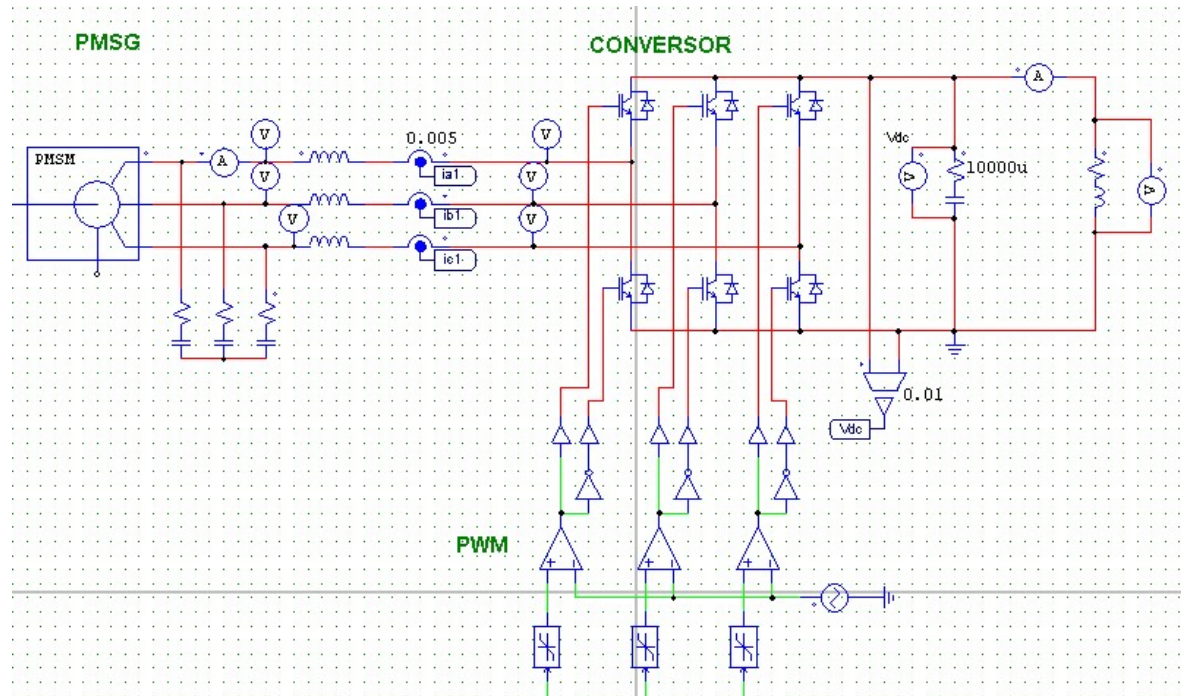 PMSG
CONVERSOR
A
V
V
0.005
PMSM
A
V
V
V
V
ia1
ib1
ic1
Vdc
V
10000u
V
0.01
Vdc
PWM